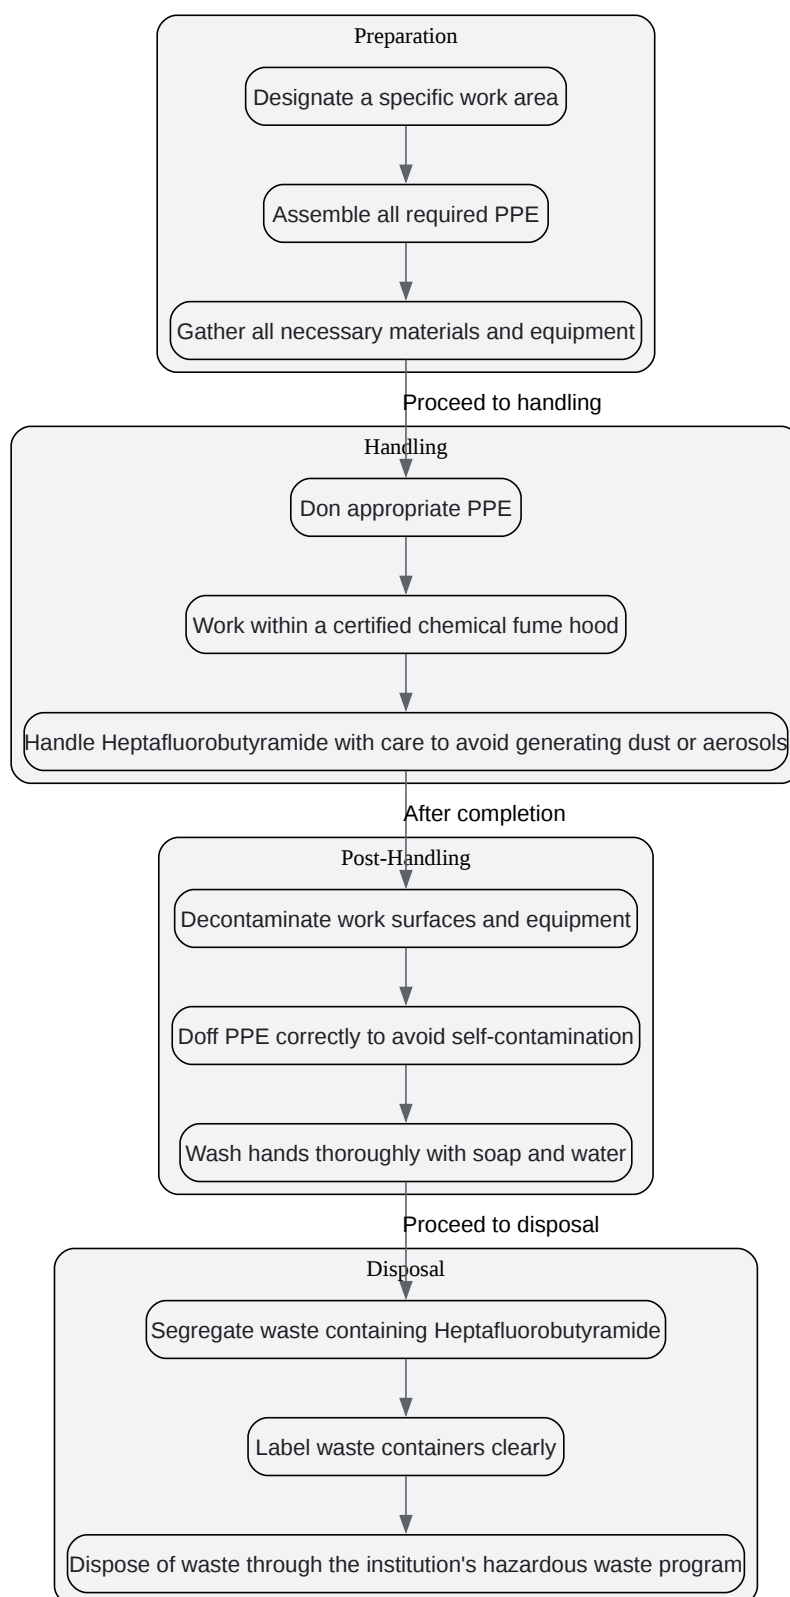 Preparation
Designate a specific work area
Assemble all required PPE
Gather all necessary materials and equipment
Proceed to handling
Handling
Don appropriate PPE
Work within a certified chemical fume hood
Handle Heptafluorobutyramide with care to avoid generating dust or aerosols
After completion
Post-Handling
Decontaminate work surfaces and equipment
Doff PPE correctly to avoid self-contamination
Wash hands thoroughly with soap and water
Proceed to disposal
Disposal
Segregate waste containing Heptafluorobutyramide
Label waste containers clearly
Dispose of waste through the institution's hazardous waste program